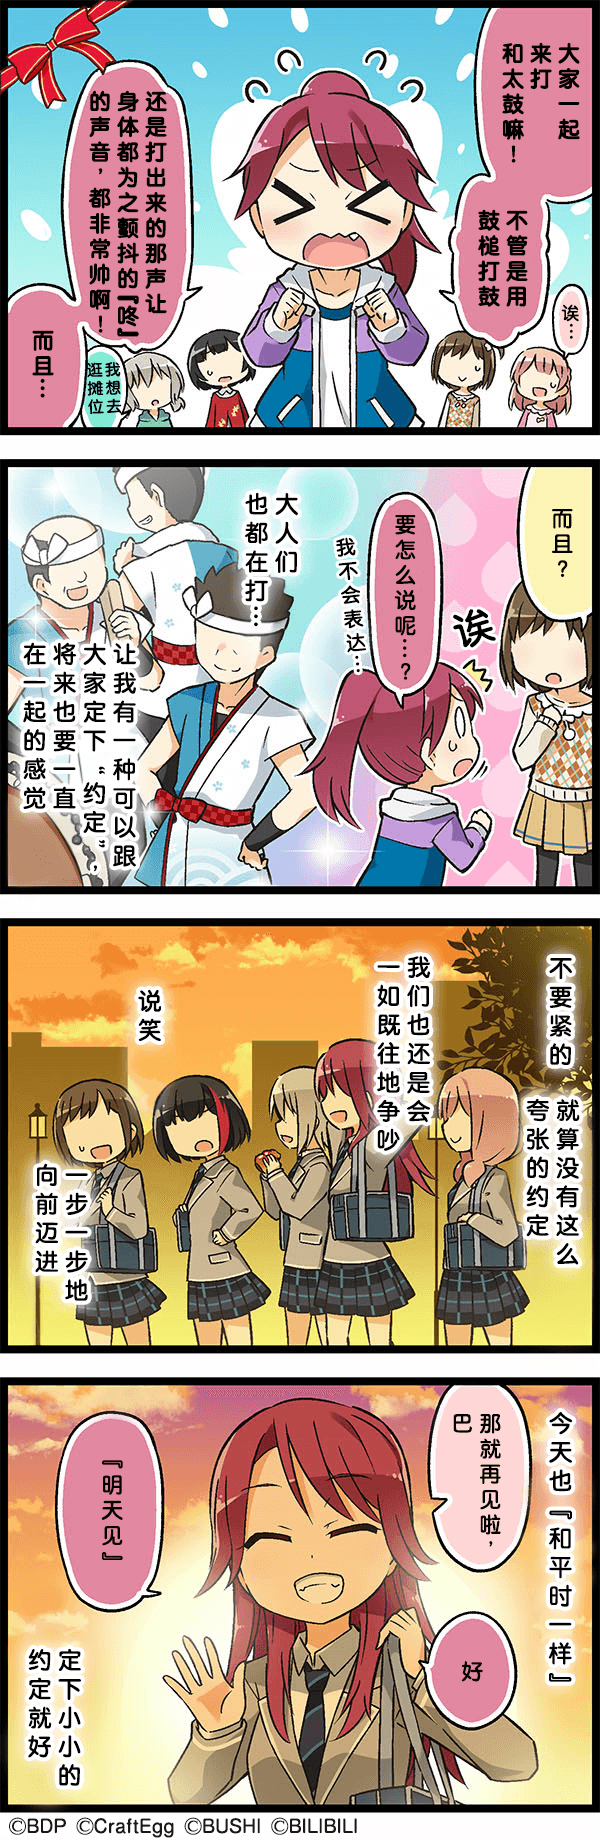 大家一起
来打
和太鼓嘛！
不管是用
鼓槌打鼓
诶…
还是打出来的那声让
身体都为之颤抖的『咚』
的声音，都非常帅啊！
我想去
逛摊位
而且…
而且？
诶
要怎么说呢…？
我不会表达…
大人们
也都在打…
让我有一种可以跟
大家定下“约定”，
将来也要一直
在一起的感觉
不要紧的
就算没有这么
夸张的约定
我们也还是会
一如既往地争吵
说笑
一步一步地
向前迈进
今天也『和平时一样』
那就再见啦，
巴
好
『明天见』
定下小小的
约定就好
©BDP ©CraftEgg ©BUSHI ©BILIBILI